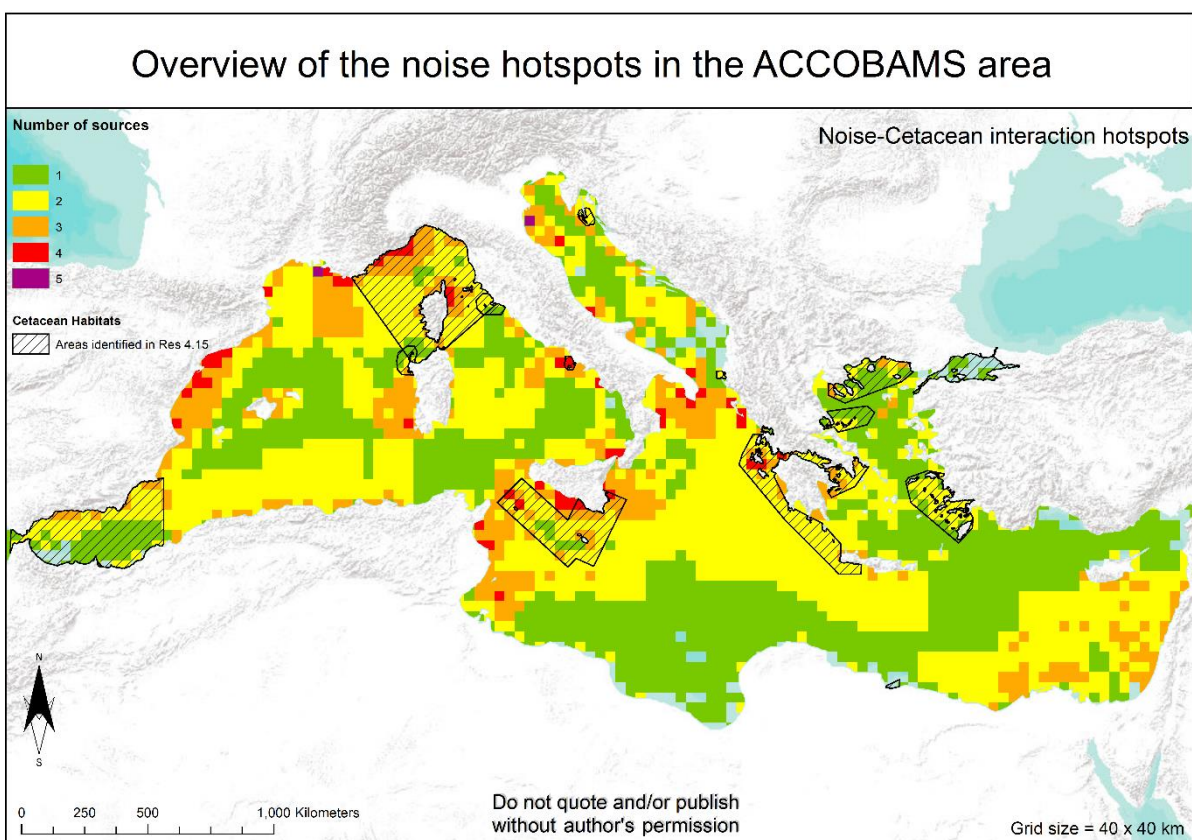 Overview of the noise hotspots in the ACCOBAMS area
Number of sources
Noise-Cetacean interaction hotspots
1
2
3
4
5
Cetacean Habitats
Areas identified in Res 4.15
N
S
0 250 500 1,000 Kilometers
Do not quote and/or publish
without author's permission
Grid size = 40 x 40 km